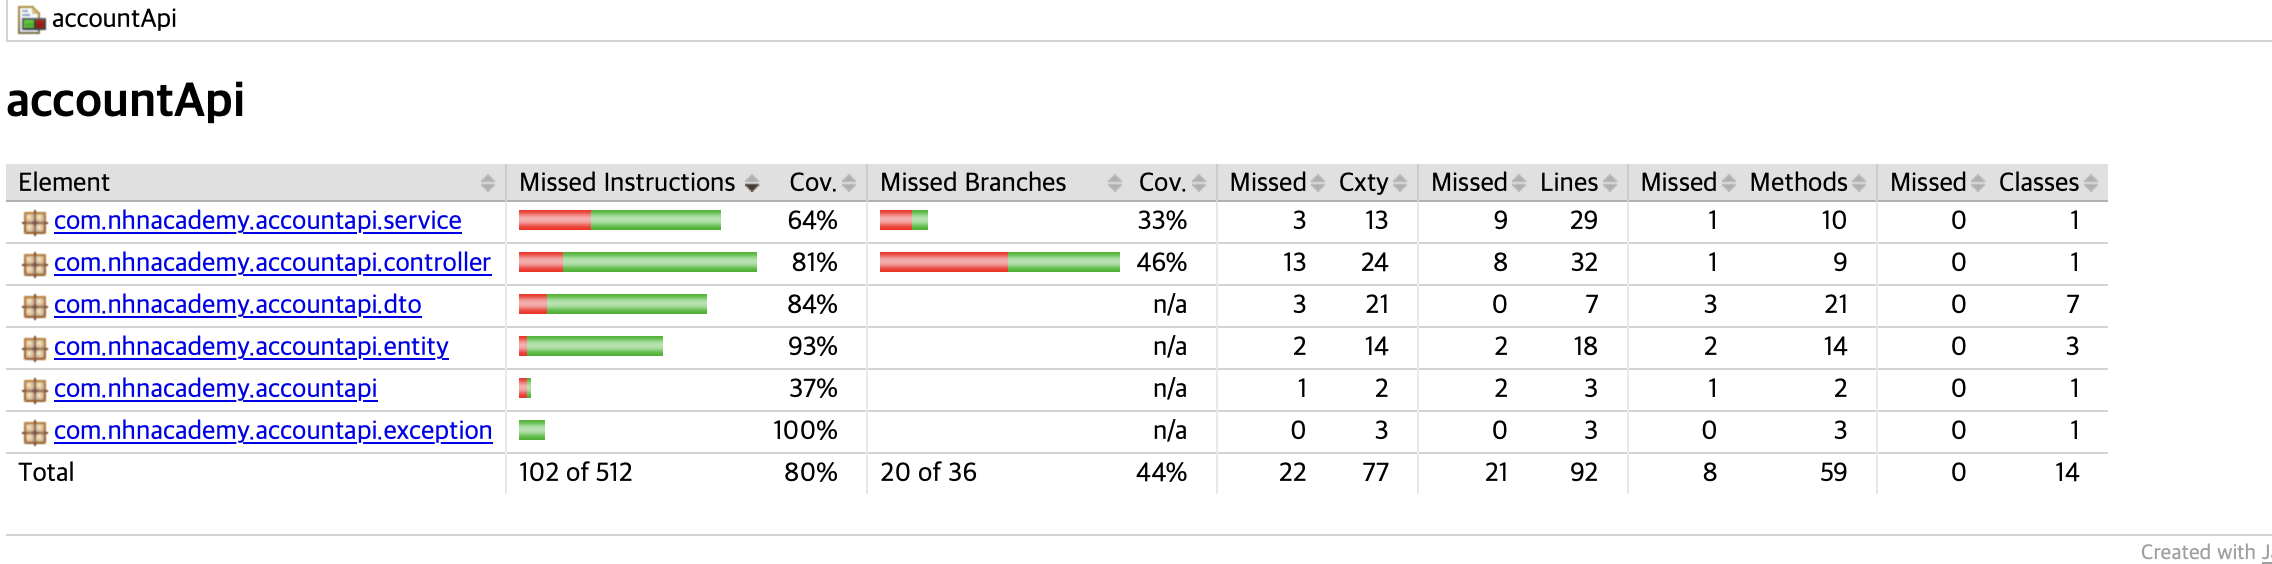 accountApi
accountApi
Element Missed Instructions Cov. Missed Branches Cov. Missed Cxty Missed Lines Missed Methods Missed Classes
com.nhnacademy.accountapi.service 64% 33% 3 13 9 29 1 10 0 1
com.nhnacademy.accountapi.controller 81% 46% 13 24 8 32 1 9 0 1
com.nhnacademy.accountapi.dto 84% n/a 3 21 0 7 3 21 0 7
com.nhnacademy.accountapi.entity 93% n/a 2 14 2 18 2 14 0 3
com.nhnacademy.accountapi 37% n/a 1 2 2 3 1 2 0 1
com.nhnacademy.accountapi.exception 100% n/a 0 3 0 3 0 3 0 1
Total 102 of 512 80% 20 of 36 44% 22 77 21 92 8 59 0 14
Created with